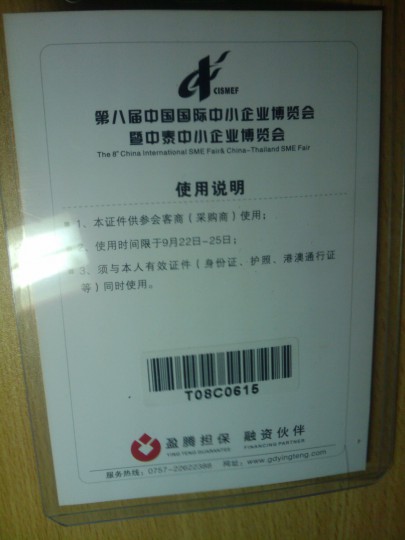 CISMEF
第八届中国国际中小企业博览会
暨中泰中小企业博览会
The 8th China International SME Fair& China-Thailand SME Fair
使用说明
1、本证件供参会客商（采购商）使用；
2、使用时间限于9月22日-25日；
3、须与本人有效证件（身份证、护照、港澳通行证
等）同时使用。
T08C0615
盈腾担保 融资伙伴
YING TENG GUARANTEE FINANCING PARTNER
服务热线：0757-22622388 网址：www.gdyingteng.com